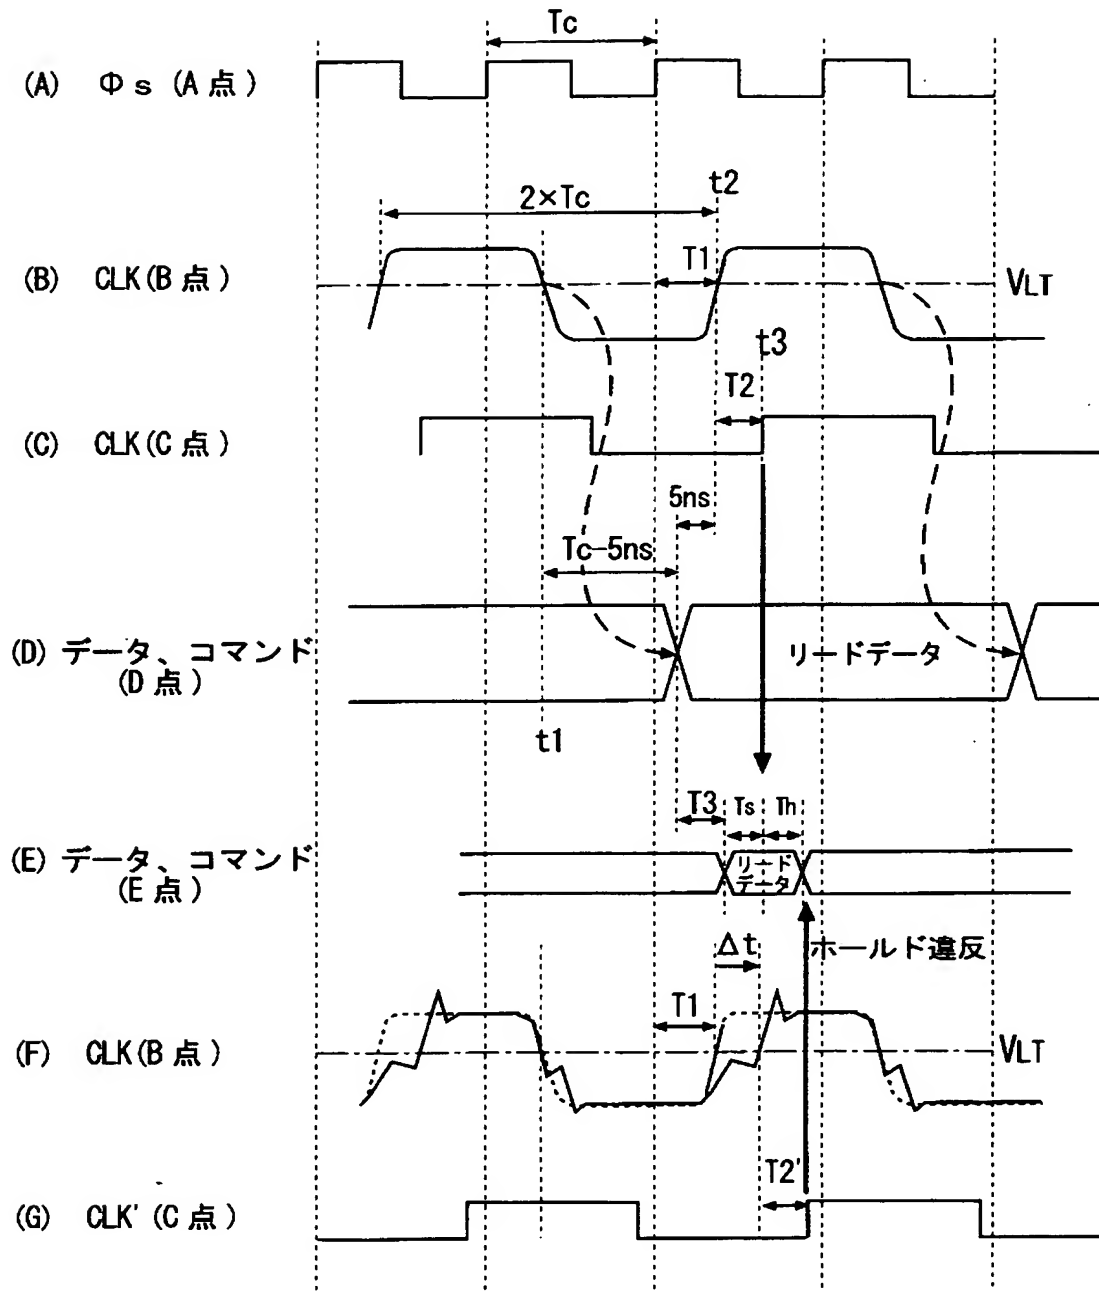 Tc
(A) Φs (A点)
t2
2×Tc
T1
(B) CLK(B点)
VLT
t3
T2
(C) CLK(C点)
5ns
Tc-5ns
(D) データ、コマンド
(D点)
リードデータ
t1
T3 Ts Th
(E) データ、コマンド
(E点)
リード
データ
Δt
ホールド違反
T1
(F) CLK(B点)
VLT
T2'
(G) CLK'(C点)